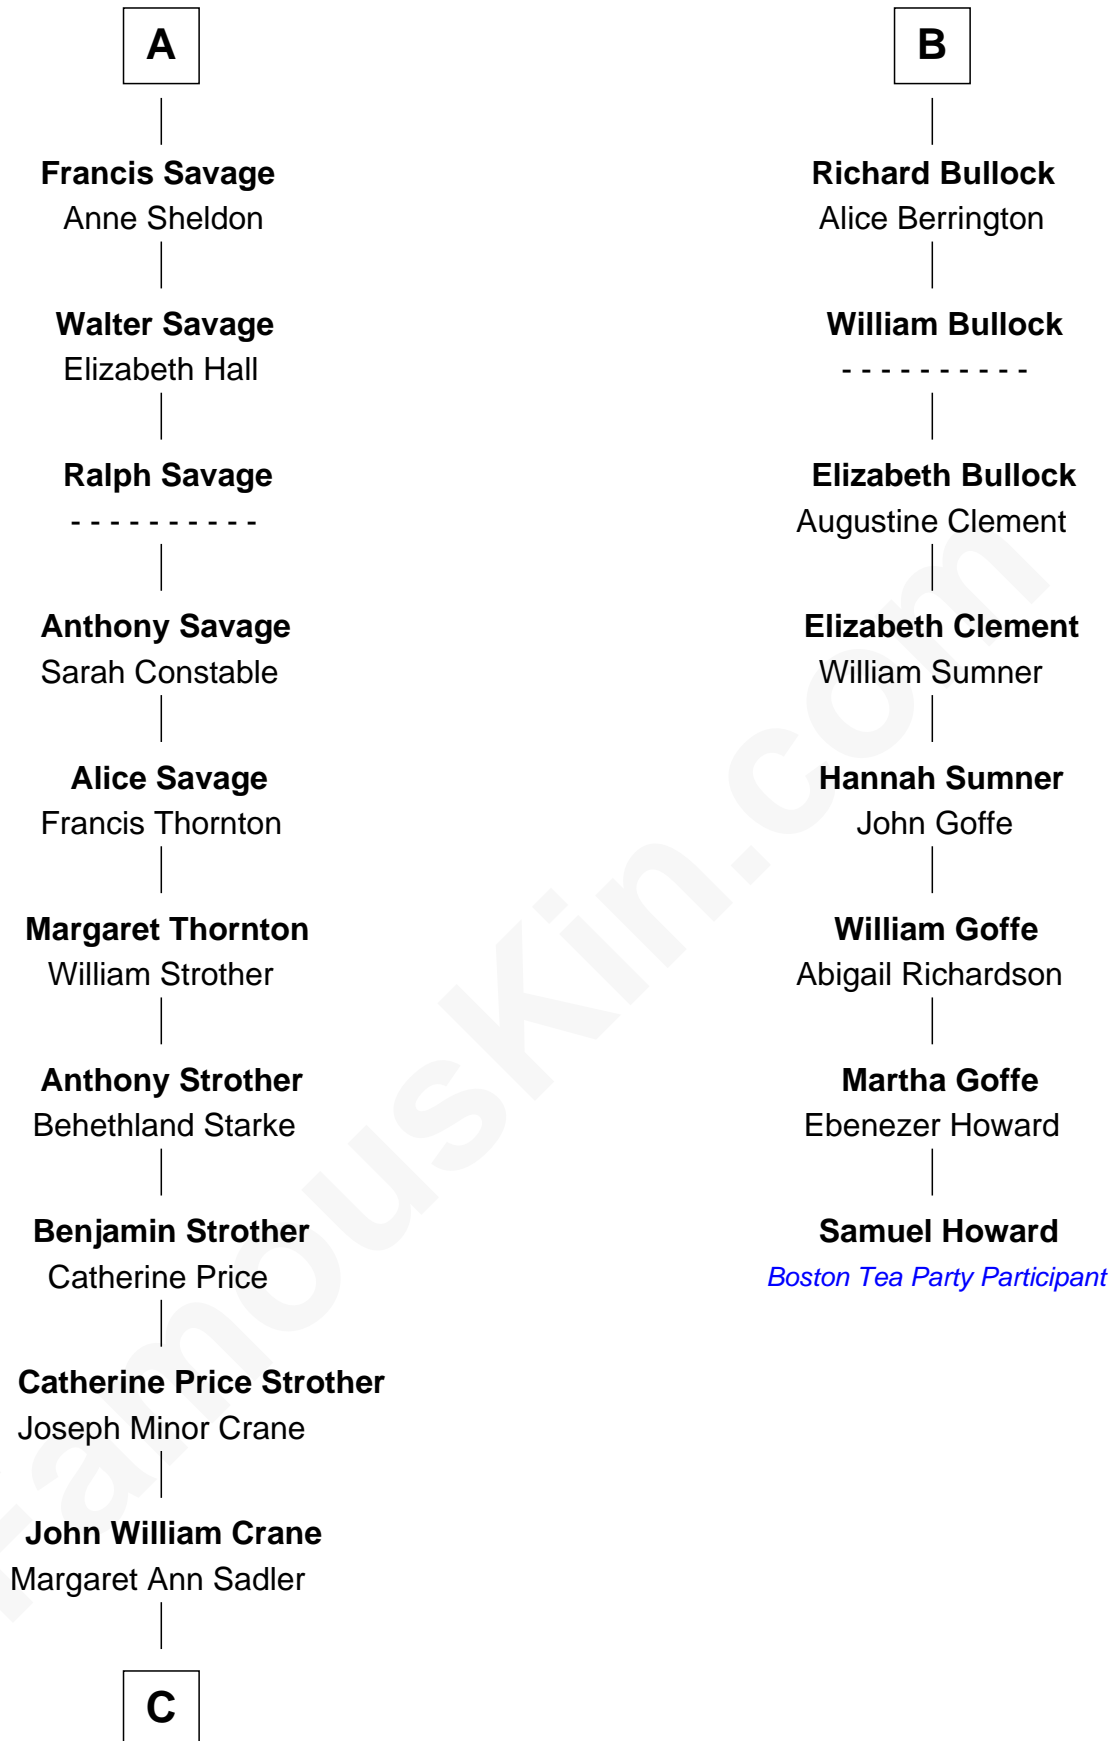 A
Francis Savage
Anne Sheldon
Walter Savage
Elizabeth Hall
Ralph Savage
- - - - - - - - - -
Anthony Savage
Sarah Constable
Alice Savage
Francis Thornton
Margaret Thornton
William Strother
Anthony Strother
Behethland Starke
Benjamin Strother
Catherine Price
Catherine Price Strother
Joseph Minor Crane
John William Crane
Margaret Ann Sadler
C
B
Richard Bullock
Alice Berrington
William Bullock
- - - - - - - - - -
Elizabeth Bullock
Augustine Clement
Elizabeth Clement
William Sumner
Hannah Sumner
John Goffe
William Goffe
Abigail Richardson
Martha Goffe
Ebenezer Howard
Samuel Howard
Boston Tea Party Participant
FamousKin.com